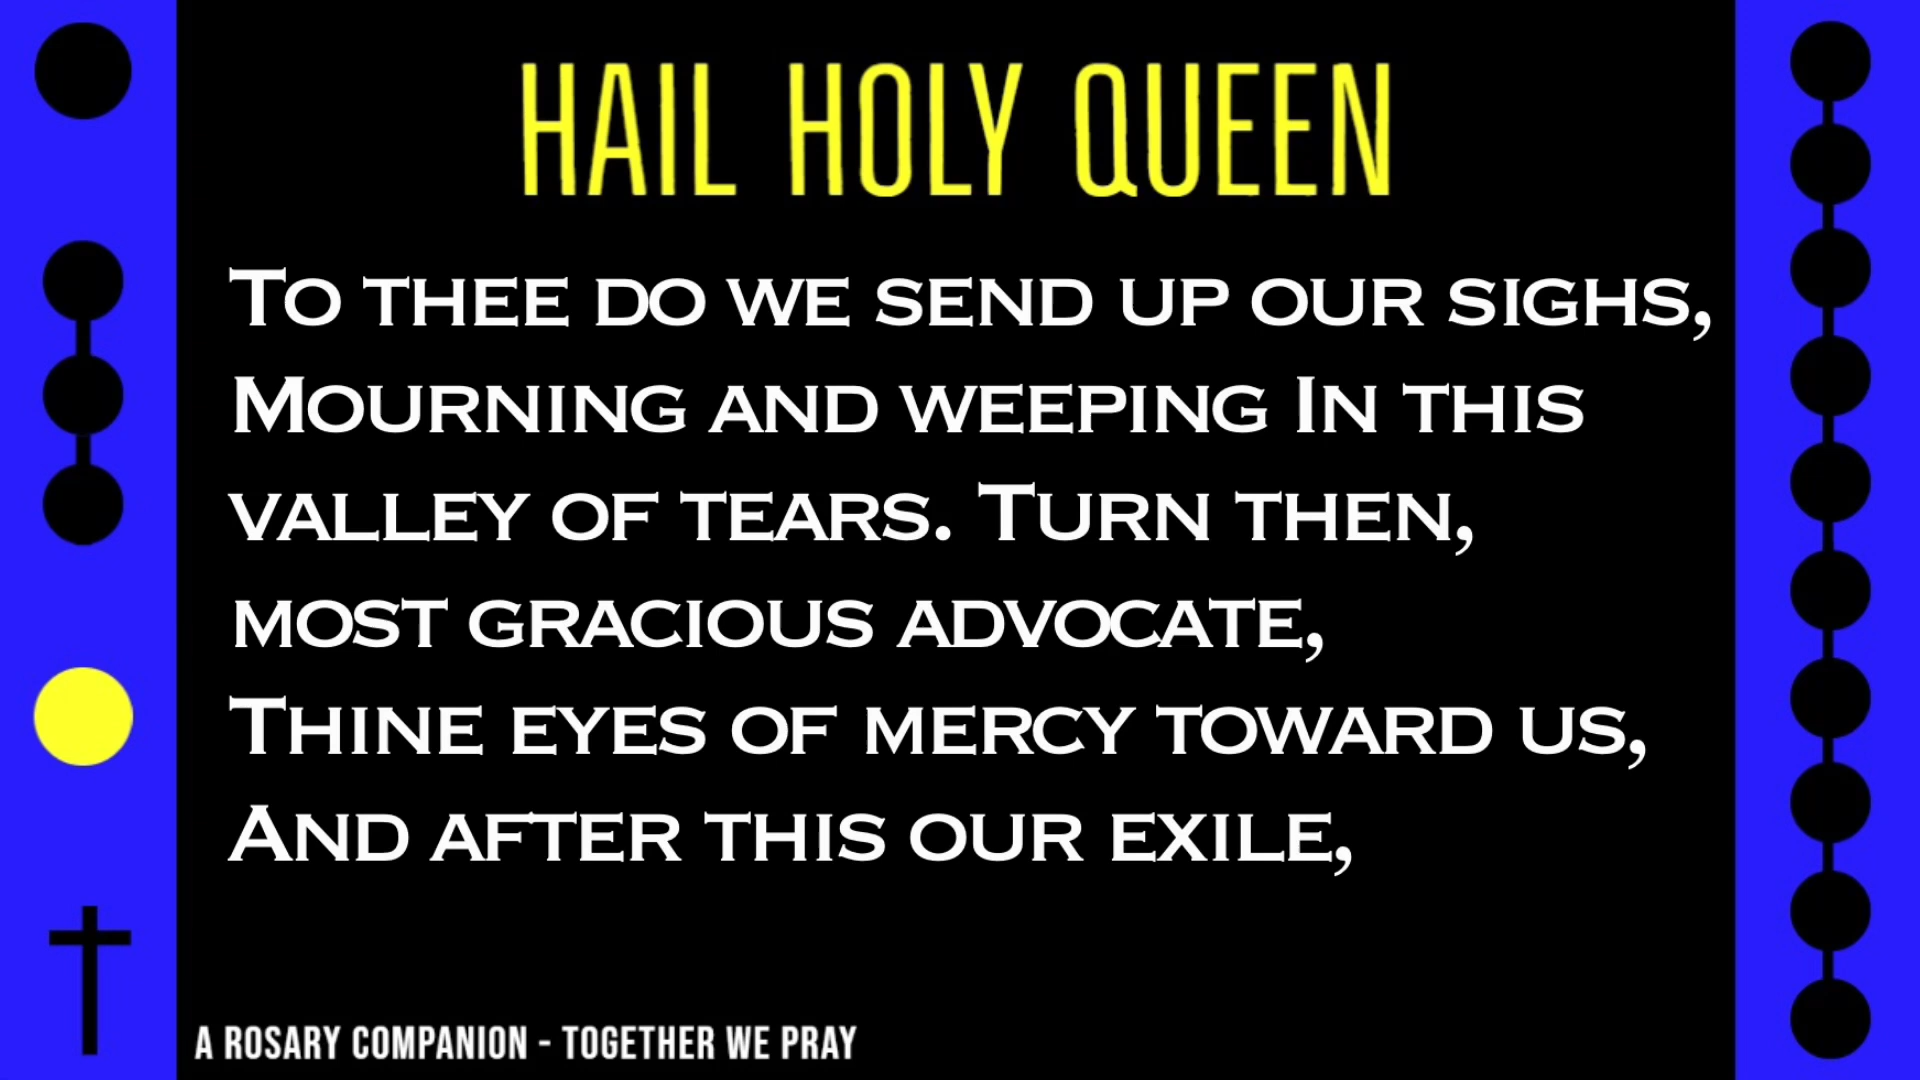 HAIL HOLY QUEEN
To thee do we send up our sighs,
Mourning and weeping In this
valley of tears. Turn then,
most gracious advocate,
Thine eyes of mercy toward us,
And after this our exile,
A ROSARY COMPANION - TOGETHER WE PRAY